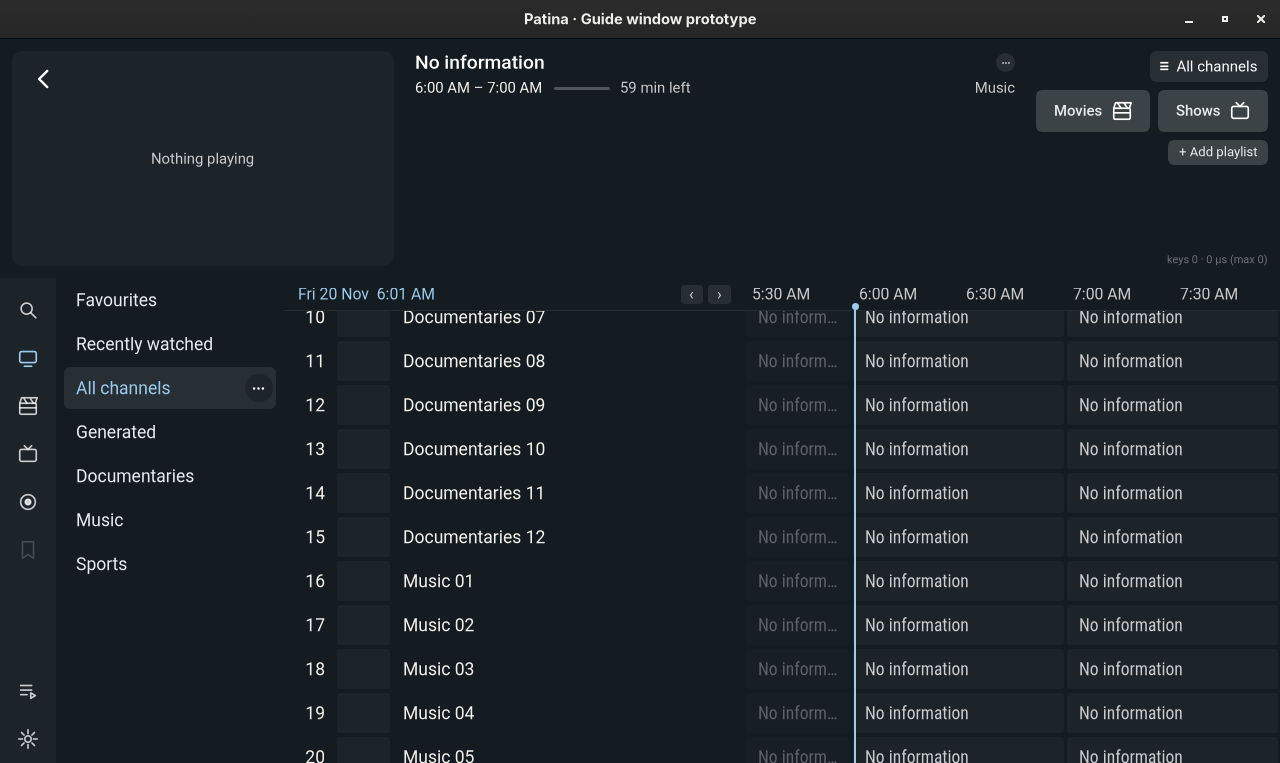 Patina · Guide window prototype
Nothing playing
No information
6:00 AM – 7:00 AM 59 min left
Music
All channels
Movies
Shows
+ Add playlist
keys 0 · 0 µs (max 0)
Favourites
Recently watched
All channels
Generated
Documentaries
Music
Sports
Fri 20 Nov 6:01 AM 5:30 AM 6:00 AM 6:30 AM 7:00 AM 7:30 AM
10 Documentaries 07 No inform… No information No information
11 Documentaries 08 No inform… No information No information
12 Documentaries 09 No inform… No information No information
13 Documentaries 10 No inform… No information No information
14 Documentaries 11 No inform… No information No information
15 Documentaries 12 No inform… No information No information
16 Music 01 No inform… No information No information
17 Music 02 No inform… No information No information
18 Music 03 No inform… No information No information
19 Music 04 No inform… No information No information
20 Music 05 No inform… No information No information